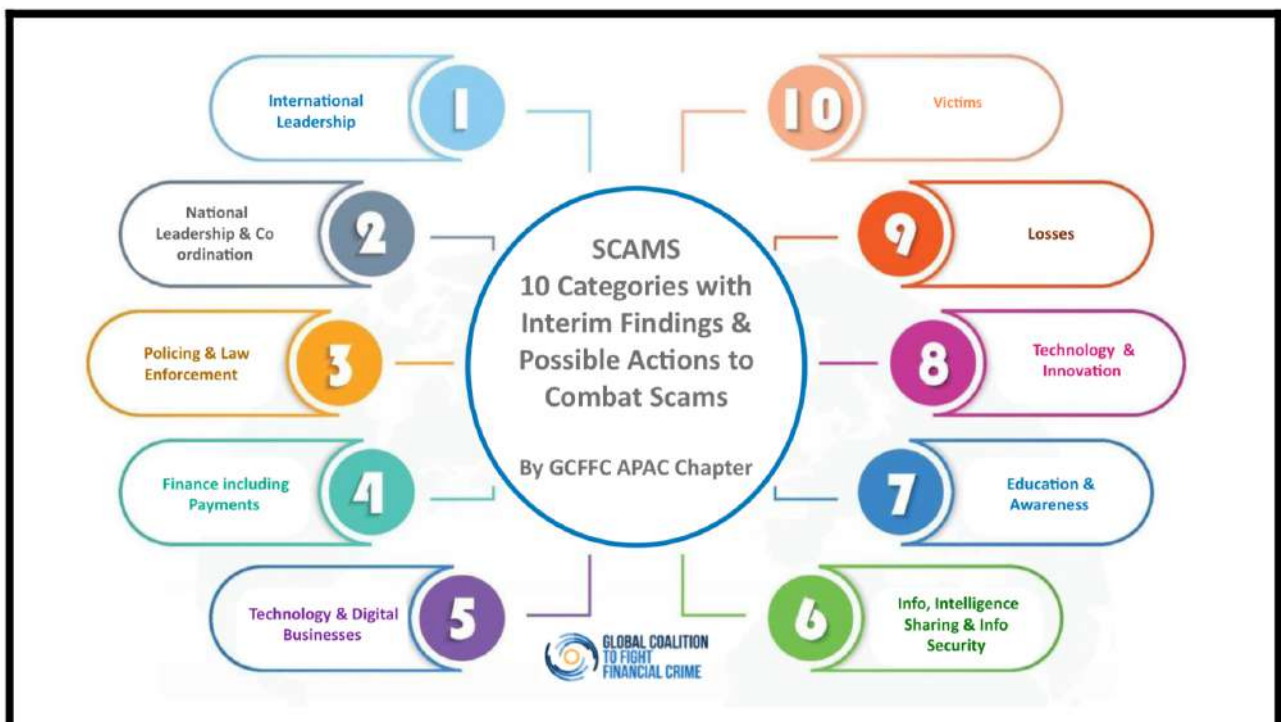 International
Leadership
1
National
Leadership & Co
ordination
2
Policing & Law
Enforcement
3
Finance including
Payments
4
Technology & Digital
Businesses
5
SCAMS
10 Categories with
Interim Findings &
Possible Actions to
Combat Scams
By GCFFC APAC Chapter
10
Victims
9
Losses
8
Technology &
Innovation
7
Education &
Awareness
6
Info, Intelligence
Sharing & Info
Security
GLOBAL COALITION
TO FIGHT
FINANCIAL CRIME